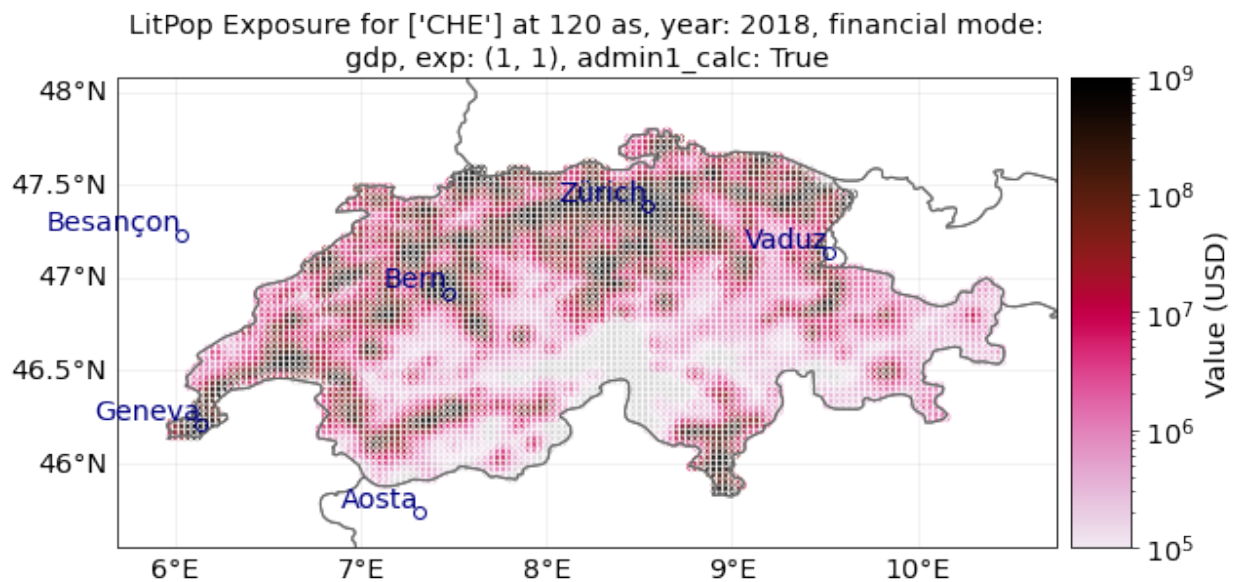 LitPop Exposure for ['CHE'] at 120 as, year: 2018, financial mode:
gdp, exp: (1, 1), admin1_calc: True
48°N
47.5°N
47°N
46.5°N
46°N
Besançon
Zürich
Vaduz
Bern
Geneva
Aosta
6°E
7°E
8°E
9°E
10°E
10⁹
10⁸
10⁷
10⁶
10⁵
Value (USD)